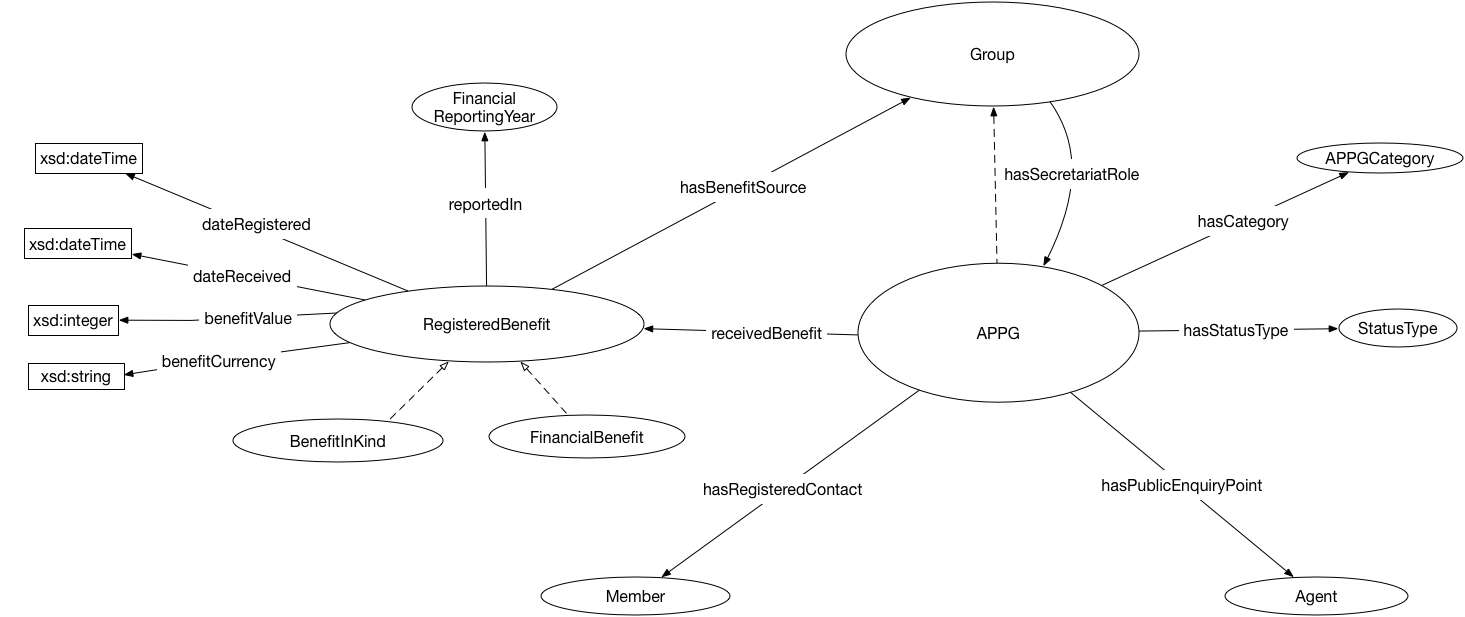 Group
Financial
ReportingYear
xsd:dateTime
APPGCategory
hasSecretariatRole
hasBenefitSource
reportedIn
dateRegistered
hasCategory
xsd:dateTime
dateReceived
xsd:integer
benefitValue
RegisteredBenefit
receivedBenefit
APPG
hasStatusType
StatusType
benefitCurrency
xsd:string
BenefitInKind
FinancialBenefit
hasRegisteredContact
hasPublicEnquiryPoint
Member
Agent